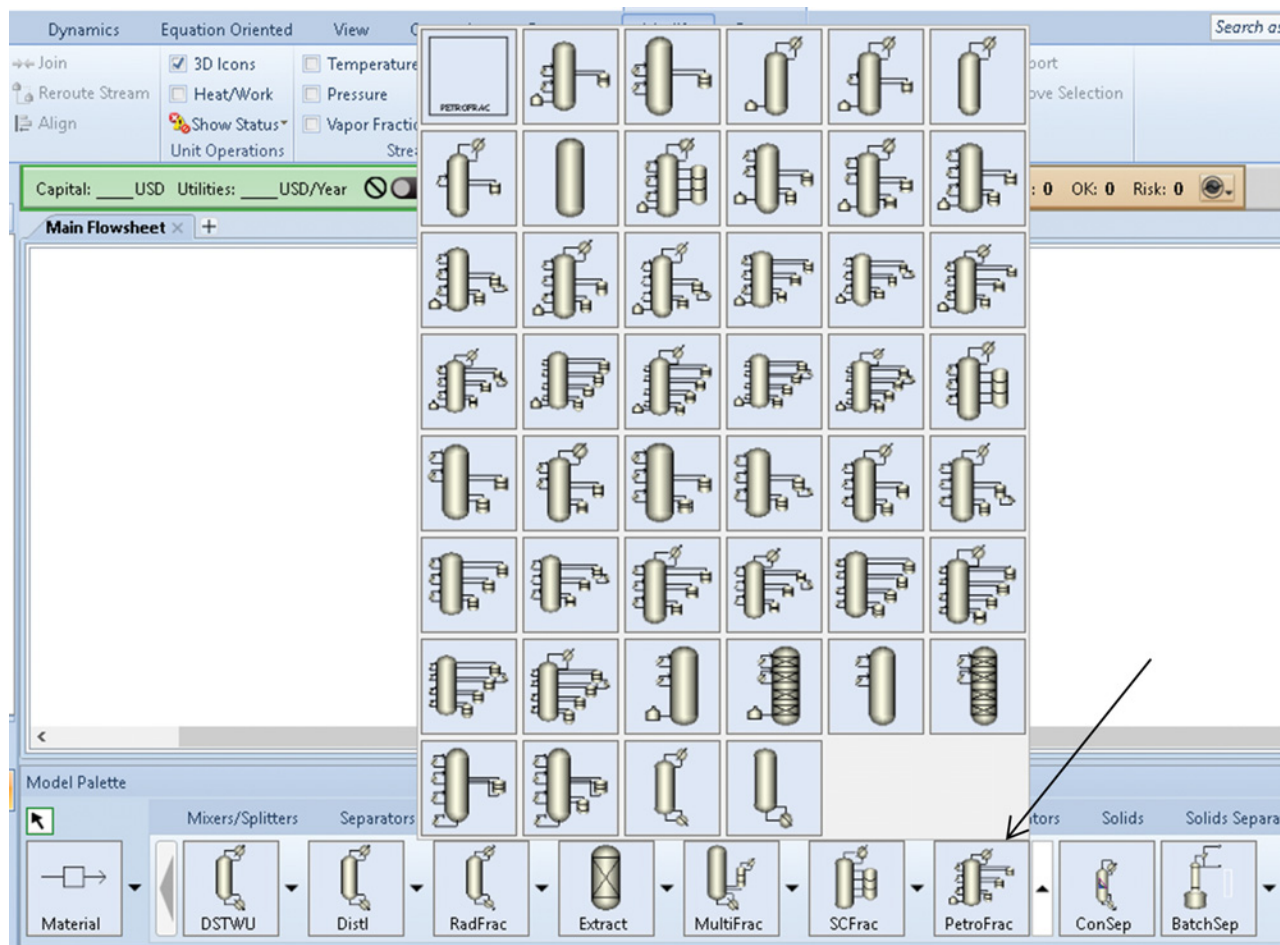 Dynamics Equation Oriented View
Search as
Join 3D Icons Temperature
Reroute Stream Heat/Work Pressure
Align Show Status Vapor Fractio
Unit Operations Strea
PETROFRAC
port
ove Selection
Capital: ____USD Utilities: ____USD/Year : 0 OK: 0 Risk: 0
Main Flowsheet
Model Palette
Mixers/Splitters Separators tors Solids Solids Separa
Material DSTWU Distl RadFrac Extract MultiFrac SCFrac PetroFrac ConSep BatchSep